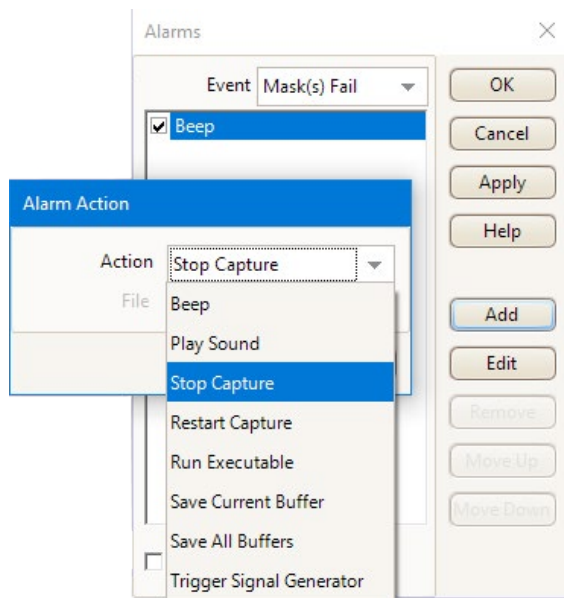 Alarms
Event Mask(s) Fail
Beep
OK
Cancel
Apply
Help
Add
Edit
Remove
Move Up
Move Down
Alarm Action
Action Stop Capture
File
Beep
Play Sound
Stop Capture
Restart Capture
Run Executable
Save Current Buffer
Save All Buffers
Trigger Signal Generator